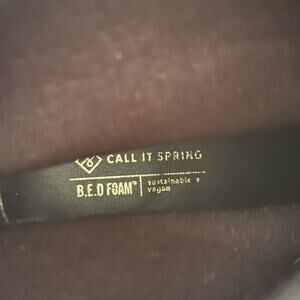 CALL IT SPRING
B.E.D FOAM™
sustainable +
vegan